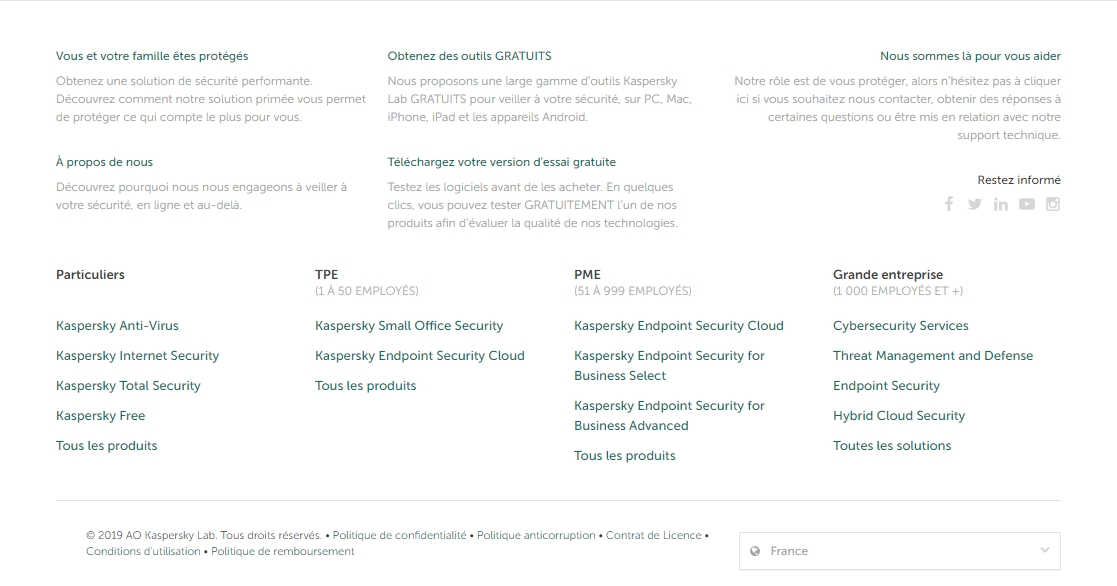 Vous et votre famille êtes protégés
Obtenez une solution de sécurité performante.
Découvrez comment notre solution primée vous permet
de protéger ce qui compte le plus pour vous.
Obtenez des outils GRATUITS
Nous proposons une large gamme d'outils Kaspersky
Lab GRATUITS pour veiller à votre sécurité, sur PC, Mac,
iPhone, iPad et les appareils Android.
Nous sommes là pour vous aider
Notre rôle est de vous protéger, alors n'hésitez pas à cliquer
ici si vous souhaitez nous contacter, obtenir des réponses à
certaines questions ou être mis en relation avec notre
support technique.
À propos de nous
Découvrez pourquoi nous nous engageons à veiller à
votre sécurité, en ligne et au-delà.
Téléchargez votre version d'essai gratuite
Testez les logiciels avant de les acheter. En quelques
clics, vous pouvez tester GRATUITEMENT l'un de nos
produits afin d'évaluer la qualité de nos technologies.
Restez informé
Particuliers
Kaspersky Anti-Virus
Kaspersky Internet Security
Kaspersky Total Security
Kaspersky Free
Tous les produits
TPE
(1 À 50 EMPLOYÉS)
Kaspersky Small Office Security
Kaspersky Endpoint Security Cloud
Tous les produits
PME
(51 À 999 EMPLOYÉS)
Kaspersky Endpoint Security Cloud
Kaspersky Endpoint Security for
Business Select
Kaspersky Endpoint Security for
Business Advanced
Tous les produits
Grande entreprise
(1 000 EMPLOYÉS ET +)
Cybersecurity Services
Threat Management and Defense
Endpoint Security
Hybrid Cloud Security
Toutes les solutions
© 2019 AO Kaspersky Lab. Tous droits réservés. • Politique de confidentialité • Politique anticorruption • Contrat de Licence •
Conditions d'utilisation • Politique de remboursement
France